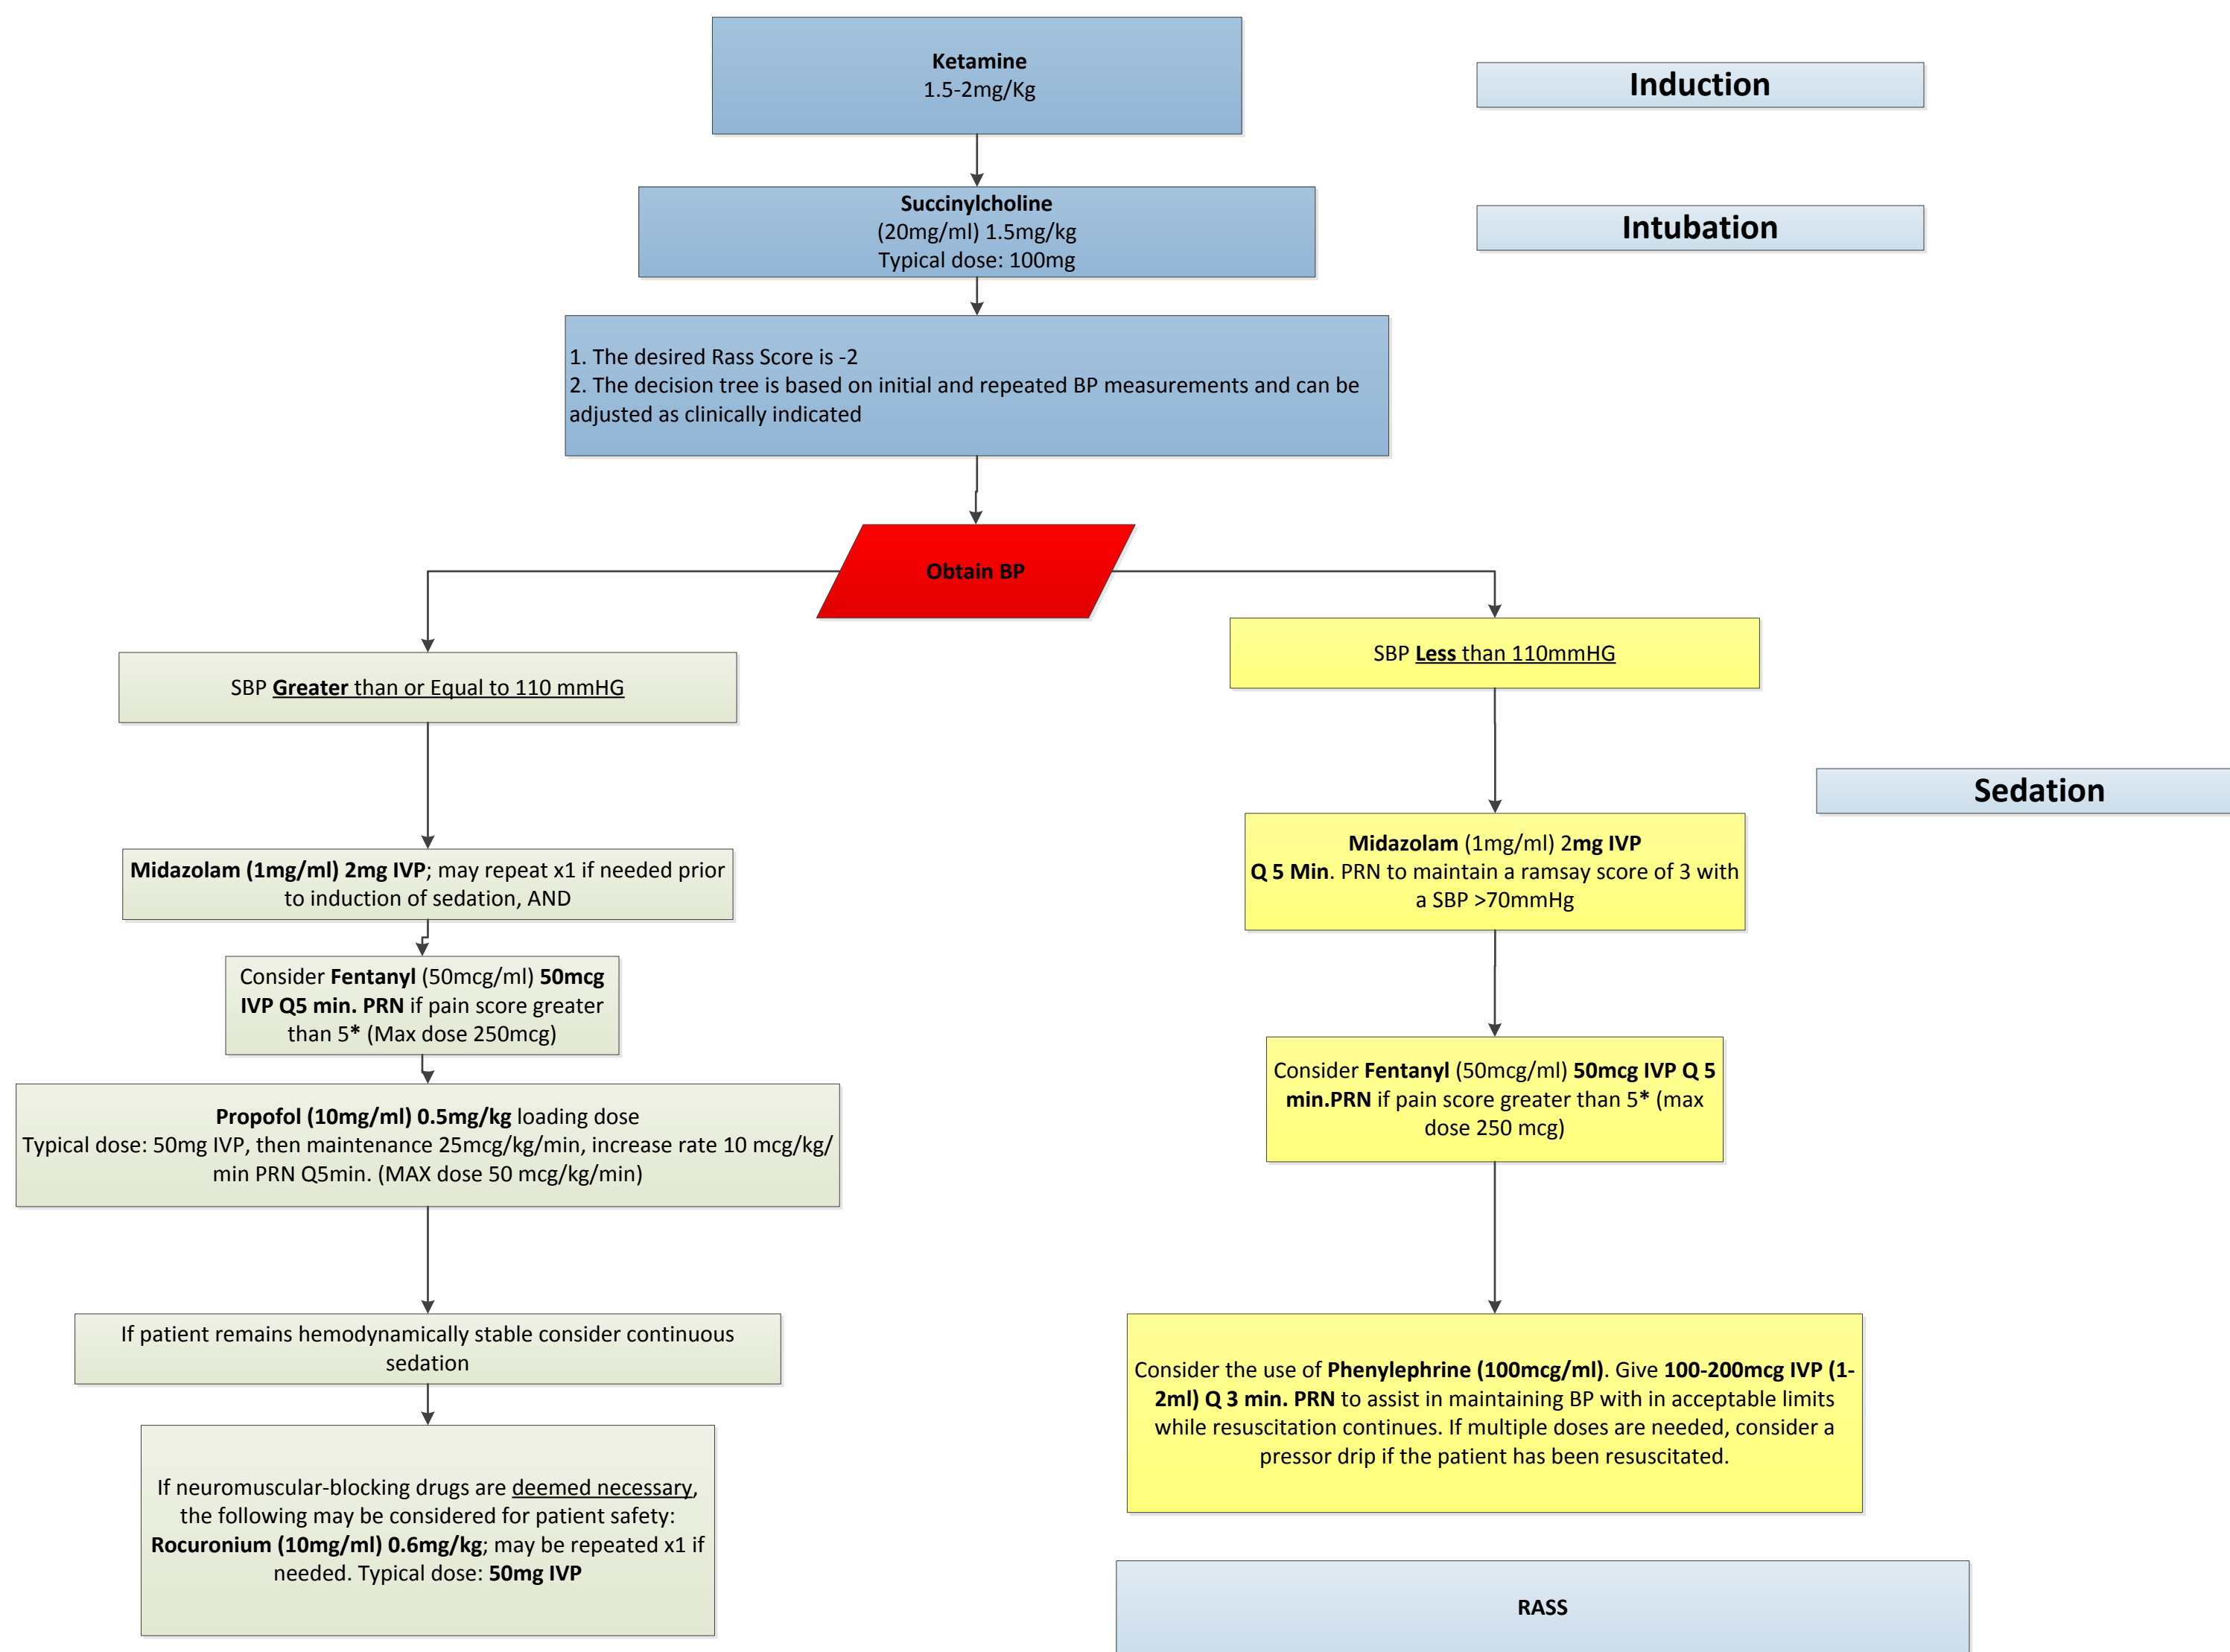 Ketamine
1.5-2mg/Kg
Induction
Succinylcholine
(20mg/ml) 1.5mg/kg
Typical dose: 100mg
Intubation
1. The desired Rass Score is -2
2. The decision tree is based on initial and repeated BP measurements and can be
adjusted as clinically indicated
Obtain BP
SBP Greater than or Equal to 110 mmHG
Midazolam (1mg/ml) 2mg IVP; may repeat x1 if needed prior
to induction of sedation, AND
Consider Fentanyl (50mcg/ml) 50mcg
IVP Q5 min. PRN if pain score greater
than 5* (Max dose 250mcg)
Propofol (10mg/ml) 0.5mg/kg loading dose
Typical dose: 50mg IVP, then maintenance 25mcg/kg/min, increase rate 10 mcg/kg/
min PRN Q5min. (MAX dose 50 mcg/kg/min)
If patient remains hemodynamically stable consider continuous
sedation
If neuromuscular-blocking drugs are deemed necessary,
the following may be considered for patient safety:
Rocuronium (10mg/ml) 0.6mg/kg; may be repeated x1 if
needed. Typical dose: 50mg IVP
SBP Less than 110mmHG
Sedation
Midazolam (1mg/ml) 2mg IVP
Q 5 Min. PRN to maintain a ramsay score of 3 with
a SBP >70mmHg
Consider Fentanyl (50mcg/ml) 50mcg IVP Q 5
min.PRN if pain score greater than 5* (max
dose 250 mcg)
Consider the use of Phenylephrine (100mcg/ml). Give 100-200mcg IVP (1-
2ml) Q 3 min. PRN to assist in maintaining BP with in acceptable limits
while resuscitation continues. If multiple doses are needed, consider a
pressor drip if the patient has been resuscitated.
RASS